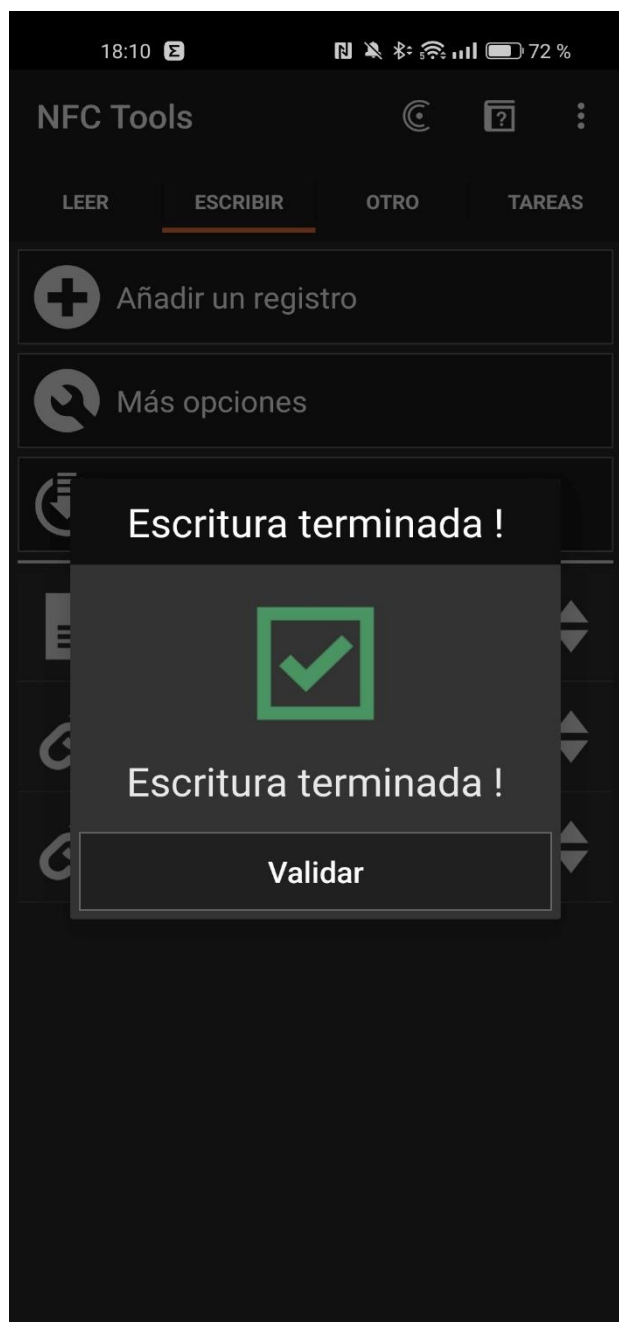 18:10 Σ 5 72 %
NFC Tools ?
LEER ESCRIBIR OTRO TAREAS
Añadir un registro
Más opciones
Escritura terminada !
Escritura terminada !
Validar